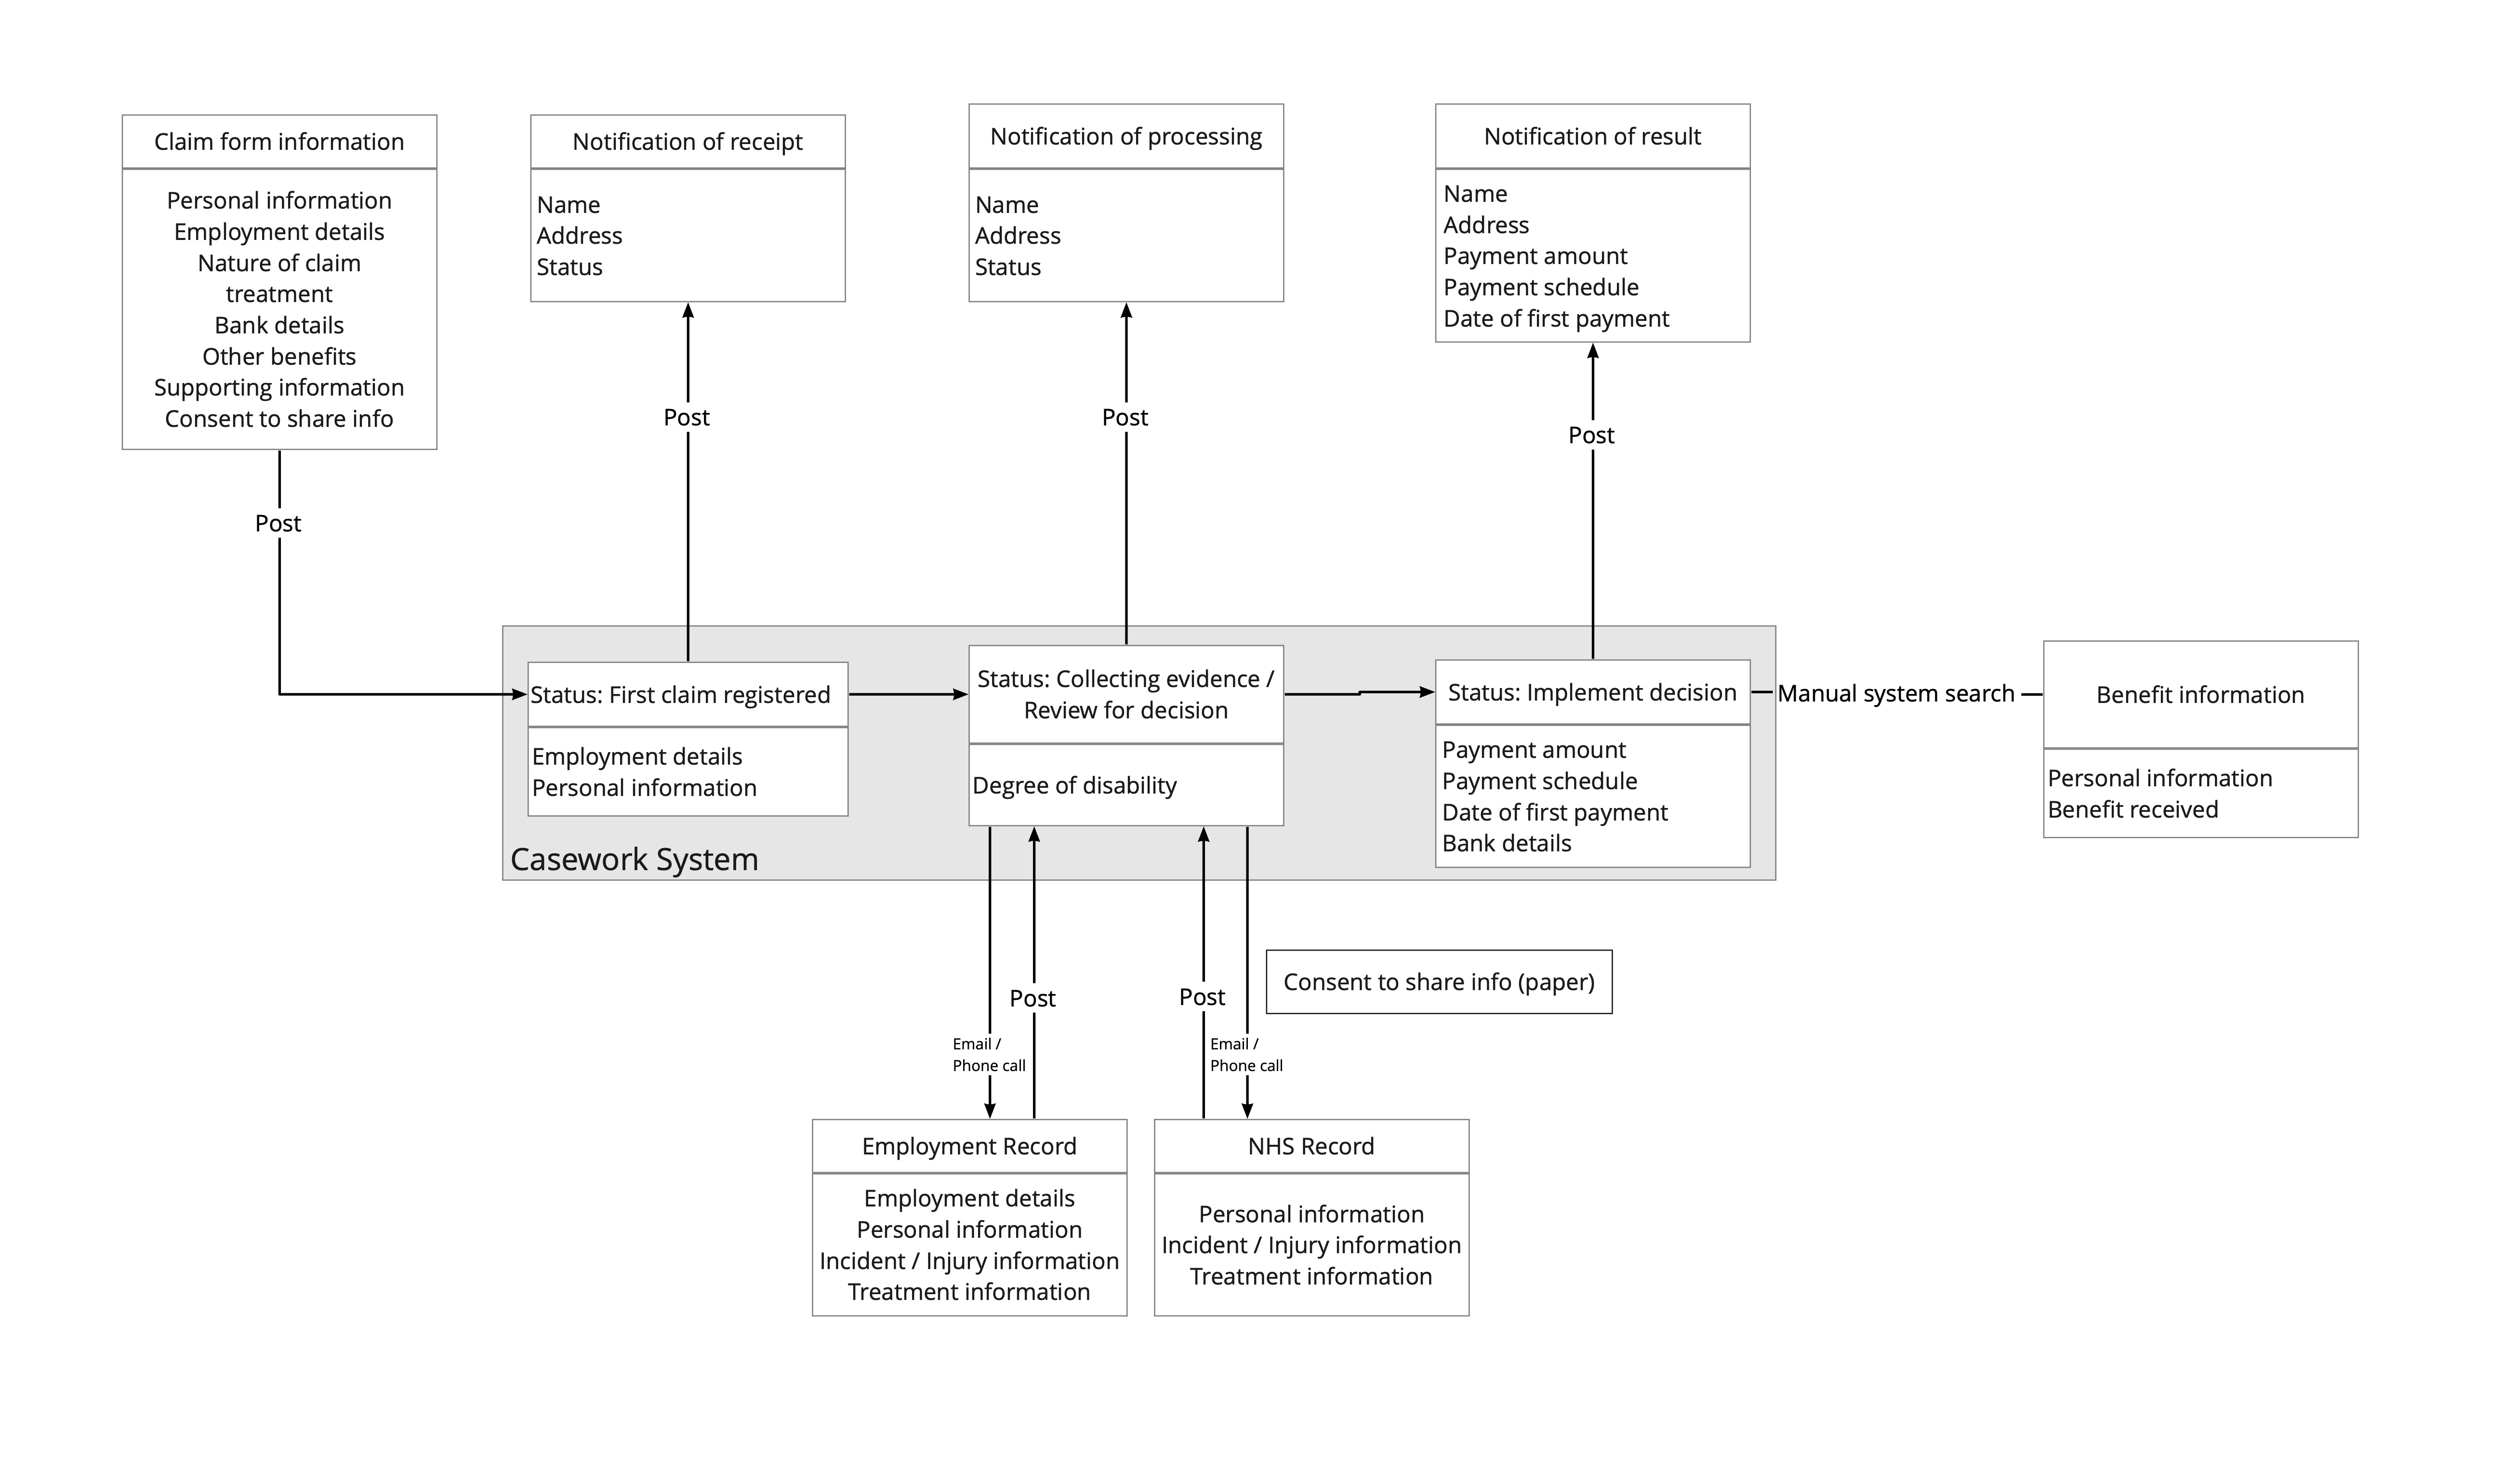 Claim form information
Personal information
Employment details
Nature of claim
treatment
Bank details
Other benefits
Supporting information
Consent to share info
Notification of receipt
Name
Address
Status
Notification of processing
Name
Address
Status
Notification of result
Name
Address
Payment amount
Payment schedule
Date of first payment
Post
Post
Post
Post
Status: First claim registered
Employment details
Personal information
Status: Collecting evidence /
Review for decision
Degree of disability
Status: Implement decision
Payment amount
Payment schedule
Date of first payment
Bank details
Manual system search
Benefit information
Personal information
Benefit received
Casework System
Consent to share info (paper)
Post
Post
Email /
Phone call
Email /
Phone call
Employment Record
Employment details
Personal information
Incident / Injury information
Treatment information
NHS Record
Personal information
Incident / Injury information
Treatment information